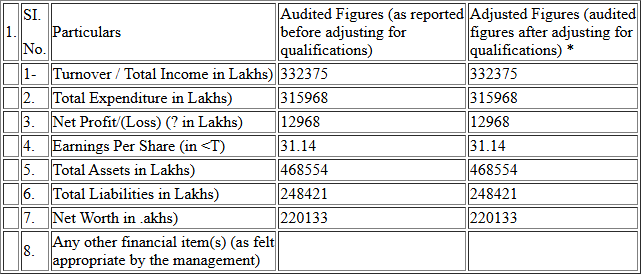 1. SI. No. Particulars Audited Figures (as reported before adjusting for qualifications) Adjusted Figures (audited figures after adjusting for qualifications) *
1- Turnover / Total Income in Lakhs) 332375 332375
2. Total Expenditure in Lakhs) 315968 315968
3. Net Profit/(Loss) (? in Lakhs) 12968 12968
4. Earnings Per Share (in <T) 31.14 31.14
5. Total Assets in Lakhs) 468554 468554
6. Total Liabilities in Lakhs) 248421 248421
7. Net Worth in .akhs) 220133 220133
8. Any other financial item(s) (as felt appropriate by the management)